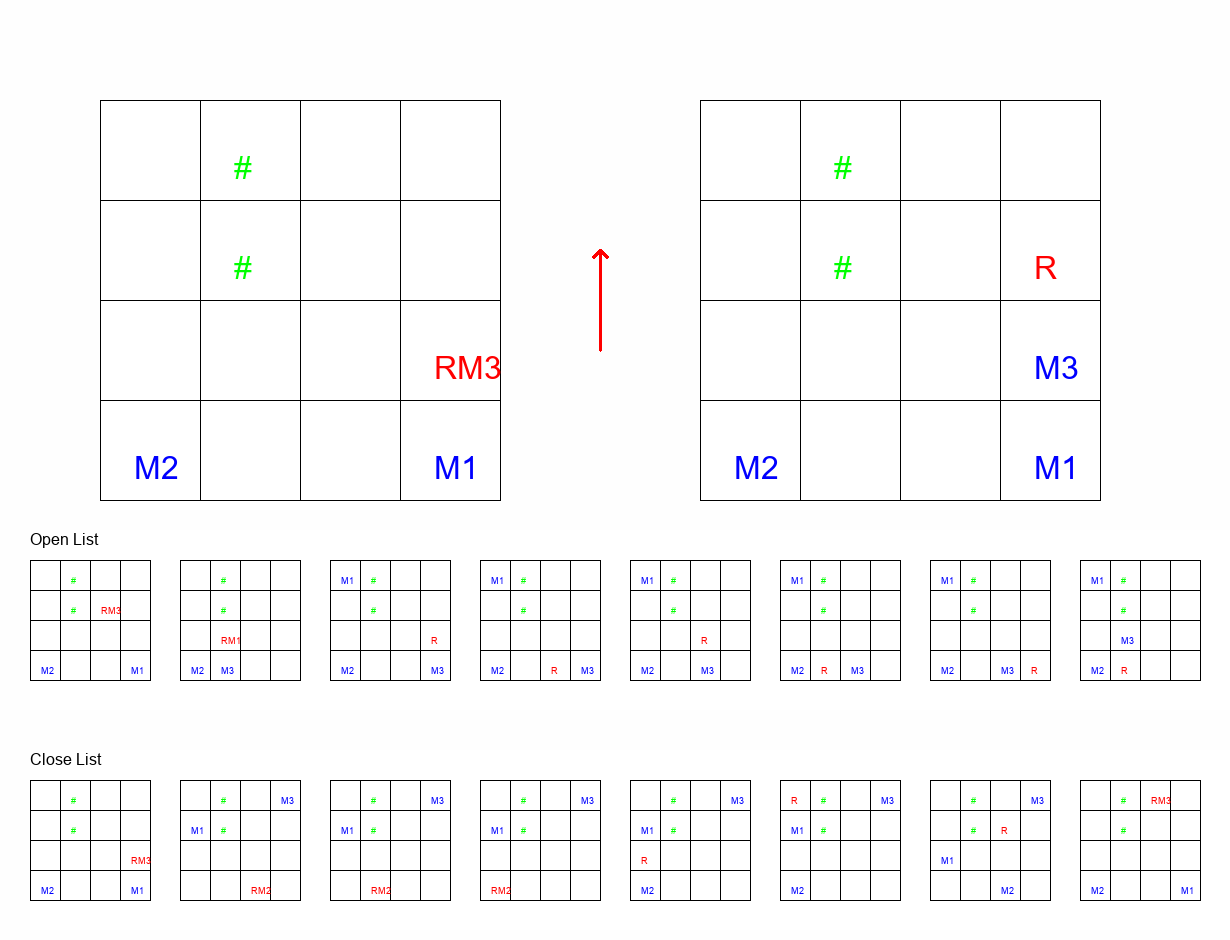 # #
# # R
RM3 M3
M2 M1 M2 M1
Open List
# # M1 # M1 # M1 # M1 # M1 # M1 #
# RM3 # # # # # # #
RM1 R R M3
M2 M1 M2 M3 M2 M3 M2 R M3 M2 M3 M2 R M3 M2 M3 R M2 R
Close List
# # M3 # M3 # M3 # M3 R # M3 # M3 # RM3
# M1 # M1 # M1 # M1 # M1 # # R #
RM3 R M1
M2 M1 RM2 RM2 RM2 M2 M2 M2 M2 M1